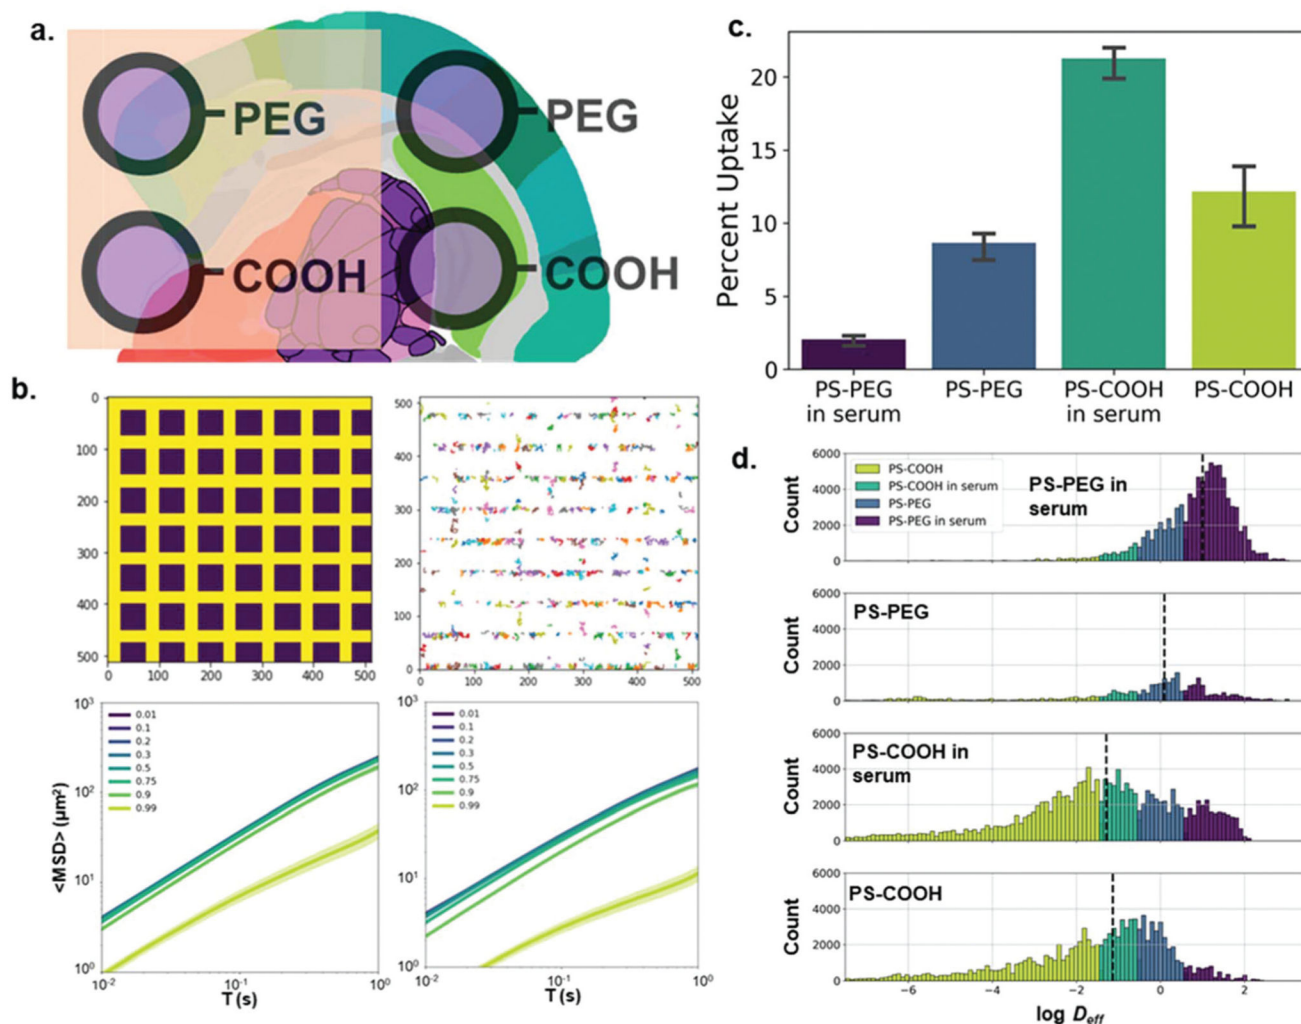 a.
PEG
PEG
COOH
COOH
b.
0
100
200
300
400
500
0 100 200 300 400 500
500
400
300
200
100
0
0 100 200 300 400 500
10³
10²
10¹
10⁰
<MSD> (µm²)
0.01
0.1
0.2
0.3
0.5
0.75
0.9
0.99
10⁻² 10⁻¹ 10⁰
T (s)
10³
10²
10¹
10⁰
0.01
0.1
0.2
0.3
0.5
0.75
0.9
0.99
10⁻² 10⁻¹ 10⁰
T (s)
c.
Percent Uptake
20
15
10
5
0
PS-PEG
in serum
PS-PEG
PS-COOH
in serum
PS-COOH
d.
Count
6000
4000
2000
0
PS-COOH
PS-COOH in serum
PS-PEG
PS-PEG in serum
PS-PEG in
serum
Count
6000
4000
2000
0
PS-PEG
Count
6000
4000
2000
0
PS-COOH in
serum
Count
6000
4000
2000
0
PS-COOH
−6 −4 −2 0 2
log Deff